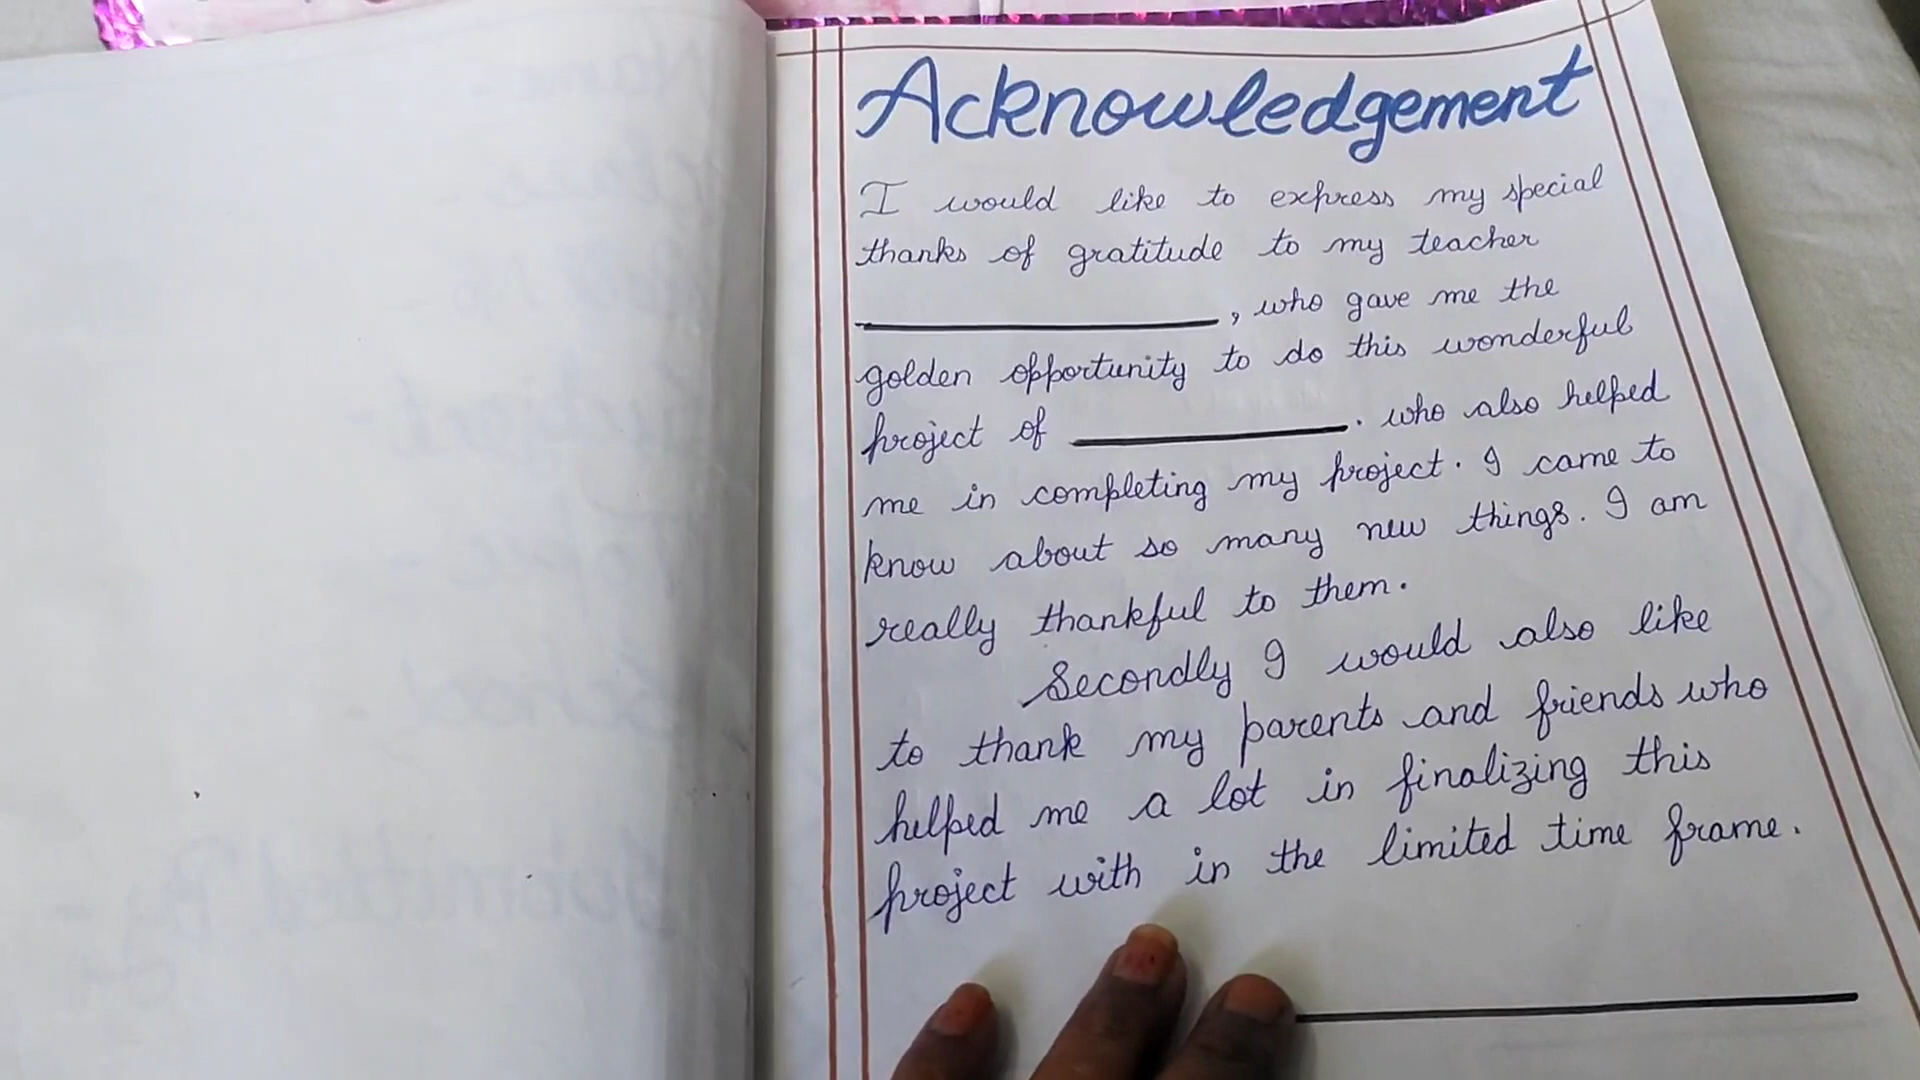 Acknowledgement
I would like to express my special
thanks of gratitude to my teacher
, who gave me the
golden opportunity to do this wonderful
project of . who also helped
me in completing my project. I came to
know about so many new things. I am
really thankful to them.
Secondly I would also like
to thank my parents and friends who
helped me a lot in finalizing this
project with in the limited time frame.